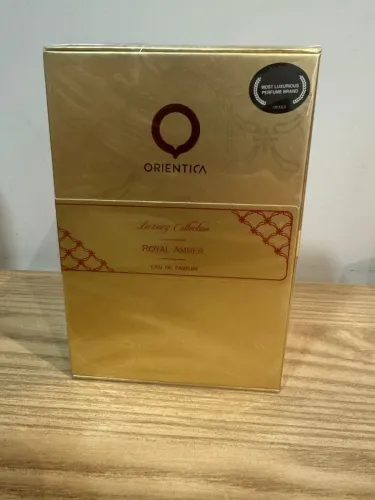 MOST LUXURIOUS
PERFUME BRAND
ORIENTICA
Luxury Collection
ROYAL AMBER
EAU DE PARFUM